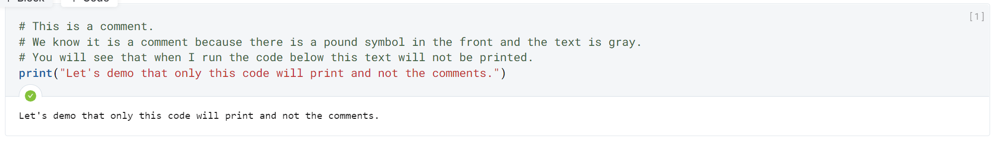 + Block + Code
[1]
# This is a comment.
# We know it is a comment because there is a pound symbol in the front and the text is gray.
# You will see that when I run the code below this text will not be printed.
print("Let's demo that only this code will print and not the comments.")
Let's demo that only this code will print and not the comments.